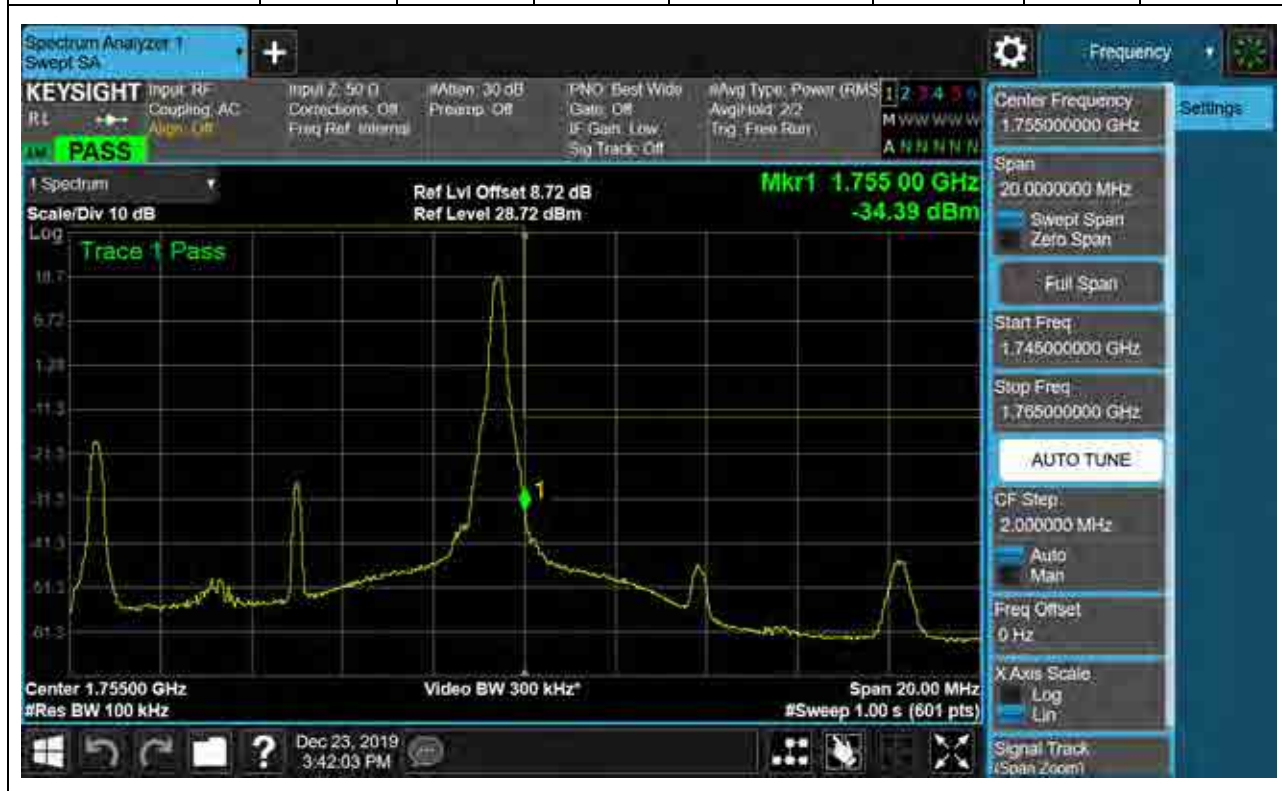 Spectrum Analyzer 1
Swept SA
+
Frequency
KEYSIGHT
RL
Input: RF
Coupling: AC
Align: Off
Input Z: 50 Ω
Corrections: Off
Freq Ref: Internal
#Atten: 30 dB
Preamp: Off
PNO: Best Wide
Gate: Off
IF Gain: Low
Sig Track: Off
#Avg Type: Power (RMS
Avg|Hold: 2/2
Trig: Free Run
1 2 3 4 5 6
M W W W W W
A N N N N N
PASS
Center Frequency
1.755000000 GHz
Settings
1 Spectrum
Scale/Div 10 dB
Ref Lvl Offset 8.72 dB
Ref Level 28.72 dBm
Mkr1 1.755 00 GHz
-34.39 dBm
Span
20.0000000 MHz
Swept Span
Zero Span
Log
Trace 1 Pass
18.7
8.72
-1.28
-11.3
-21.3
-31.3
-41.3
-51.3
-61.3
1
Full Span
Start Freq
1.745000000 GHz
Stop Freq
1.765000000 GHz
AUTO TUNE
CF Step
2.000000 MHz
Auto
Man
Freq Offset
0 Hz
X Axis Scale
Log
Lin
Signal Track
(Span Zoom)
Center 1.75500 GHz
#Res BW 100 kHz
Video BW 300 kHz*
Span 20.00 MHz
#Sweep 1.00 s (601 pts)
?
Dec 23, 2019
3:42:03 PM